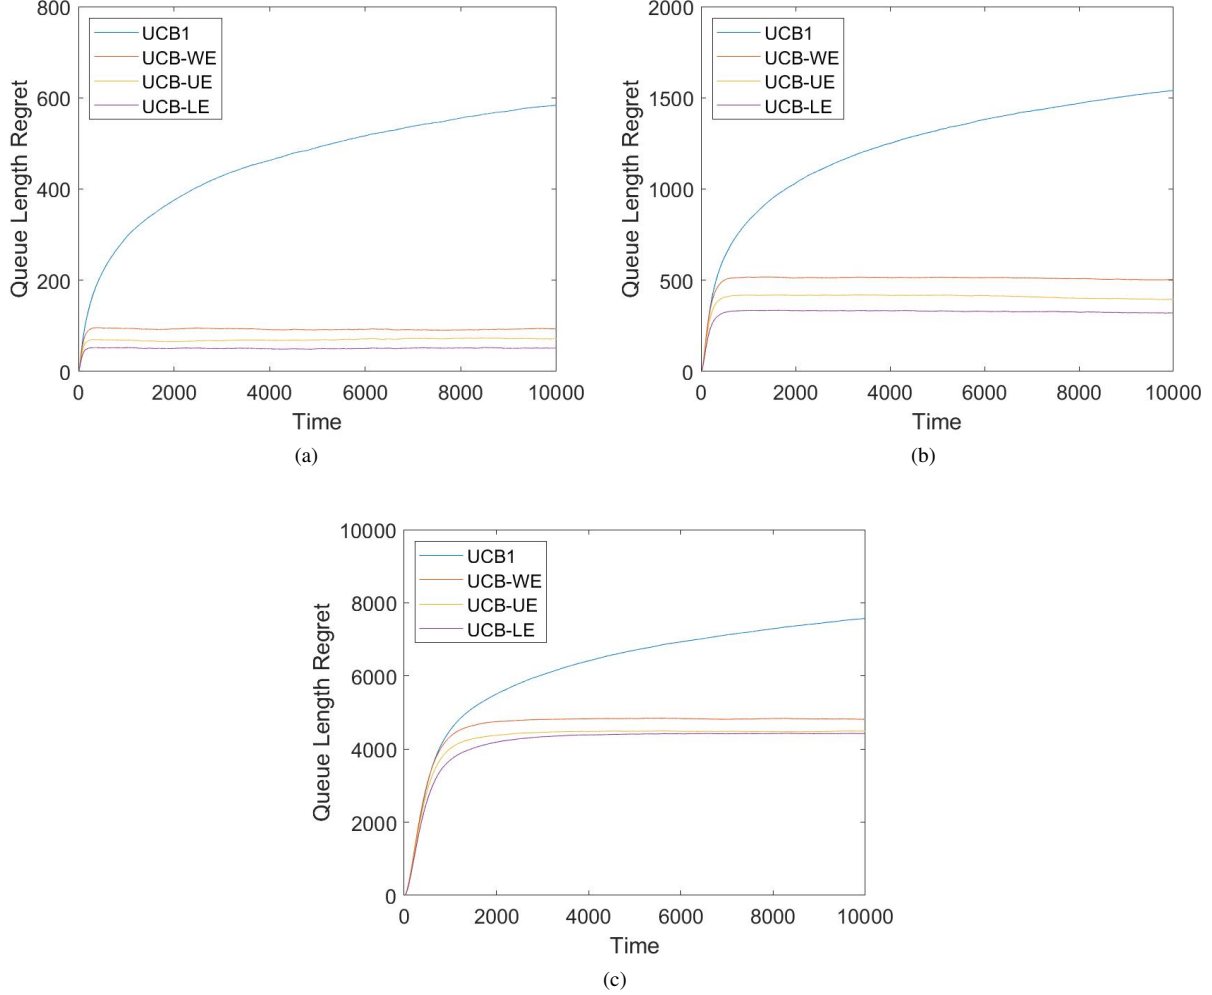 800
600
400
200
0
Queue Length Regret
UCB1
UCB-WE
UCB-UE
UCB-LE
0 2000 4000 6000 8000 10000
Time
(a)
2000
1500
1000
500
0
Queue Length Regret
UCB1
UCB-WE
UCB-UE
UCB-LE
0 2000 4000 6000 8000 10000
Time
(b)
10000
8000
6000
4000
2000
0
Queue Length Regret
UCB1
UCB-WE
UCB-UE
UCB-LE
0 2000 4000 6000 8000 10000
Time
(c)